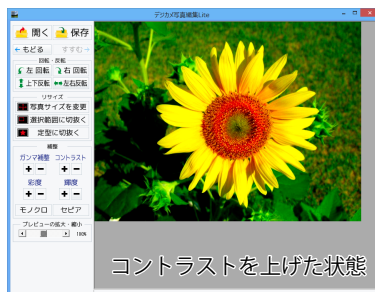 デジカメ写真編集Lite
開く 保存
← もどる すすむ →
回転・反転
左 回転 右 回転
上下反転 左右反転
リサイズ
写真サイズを変更
選択範囲に切抜く
定型に切抜く
補整
ガンマ補整 コントラスト
+ - + -
彩度 輝度
+ - + -
モノクロ セピア
プレビューの拡大・縮小
100%
コントラストを上げた状態